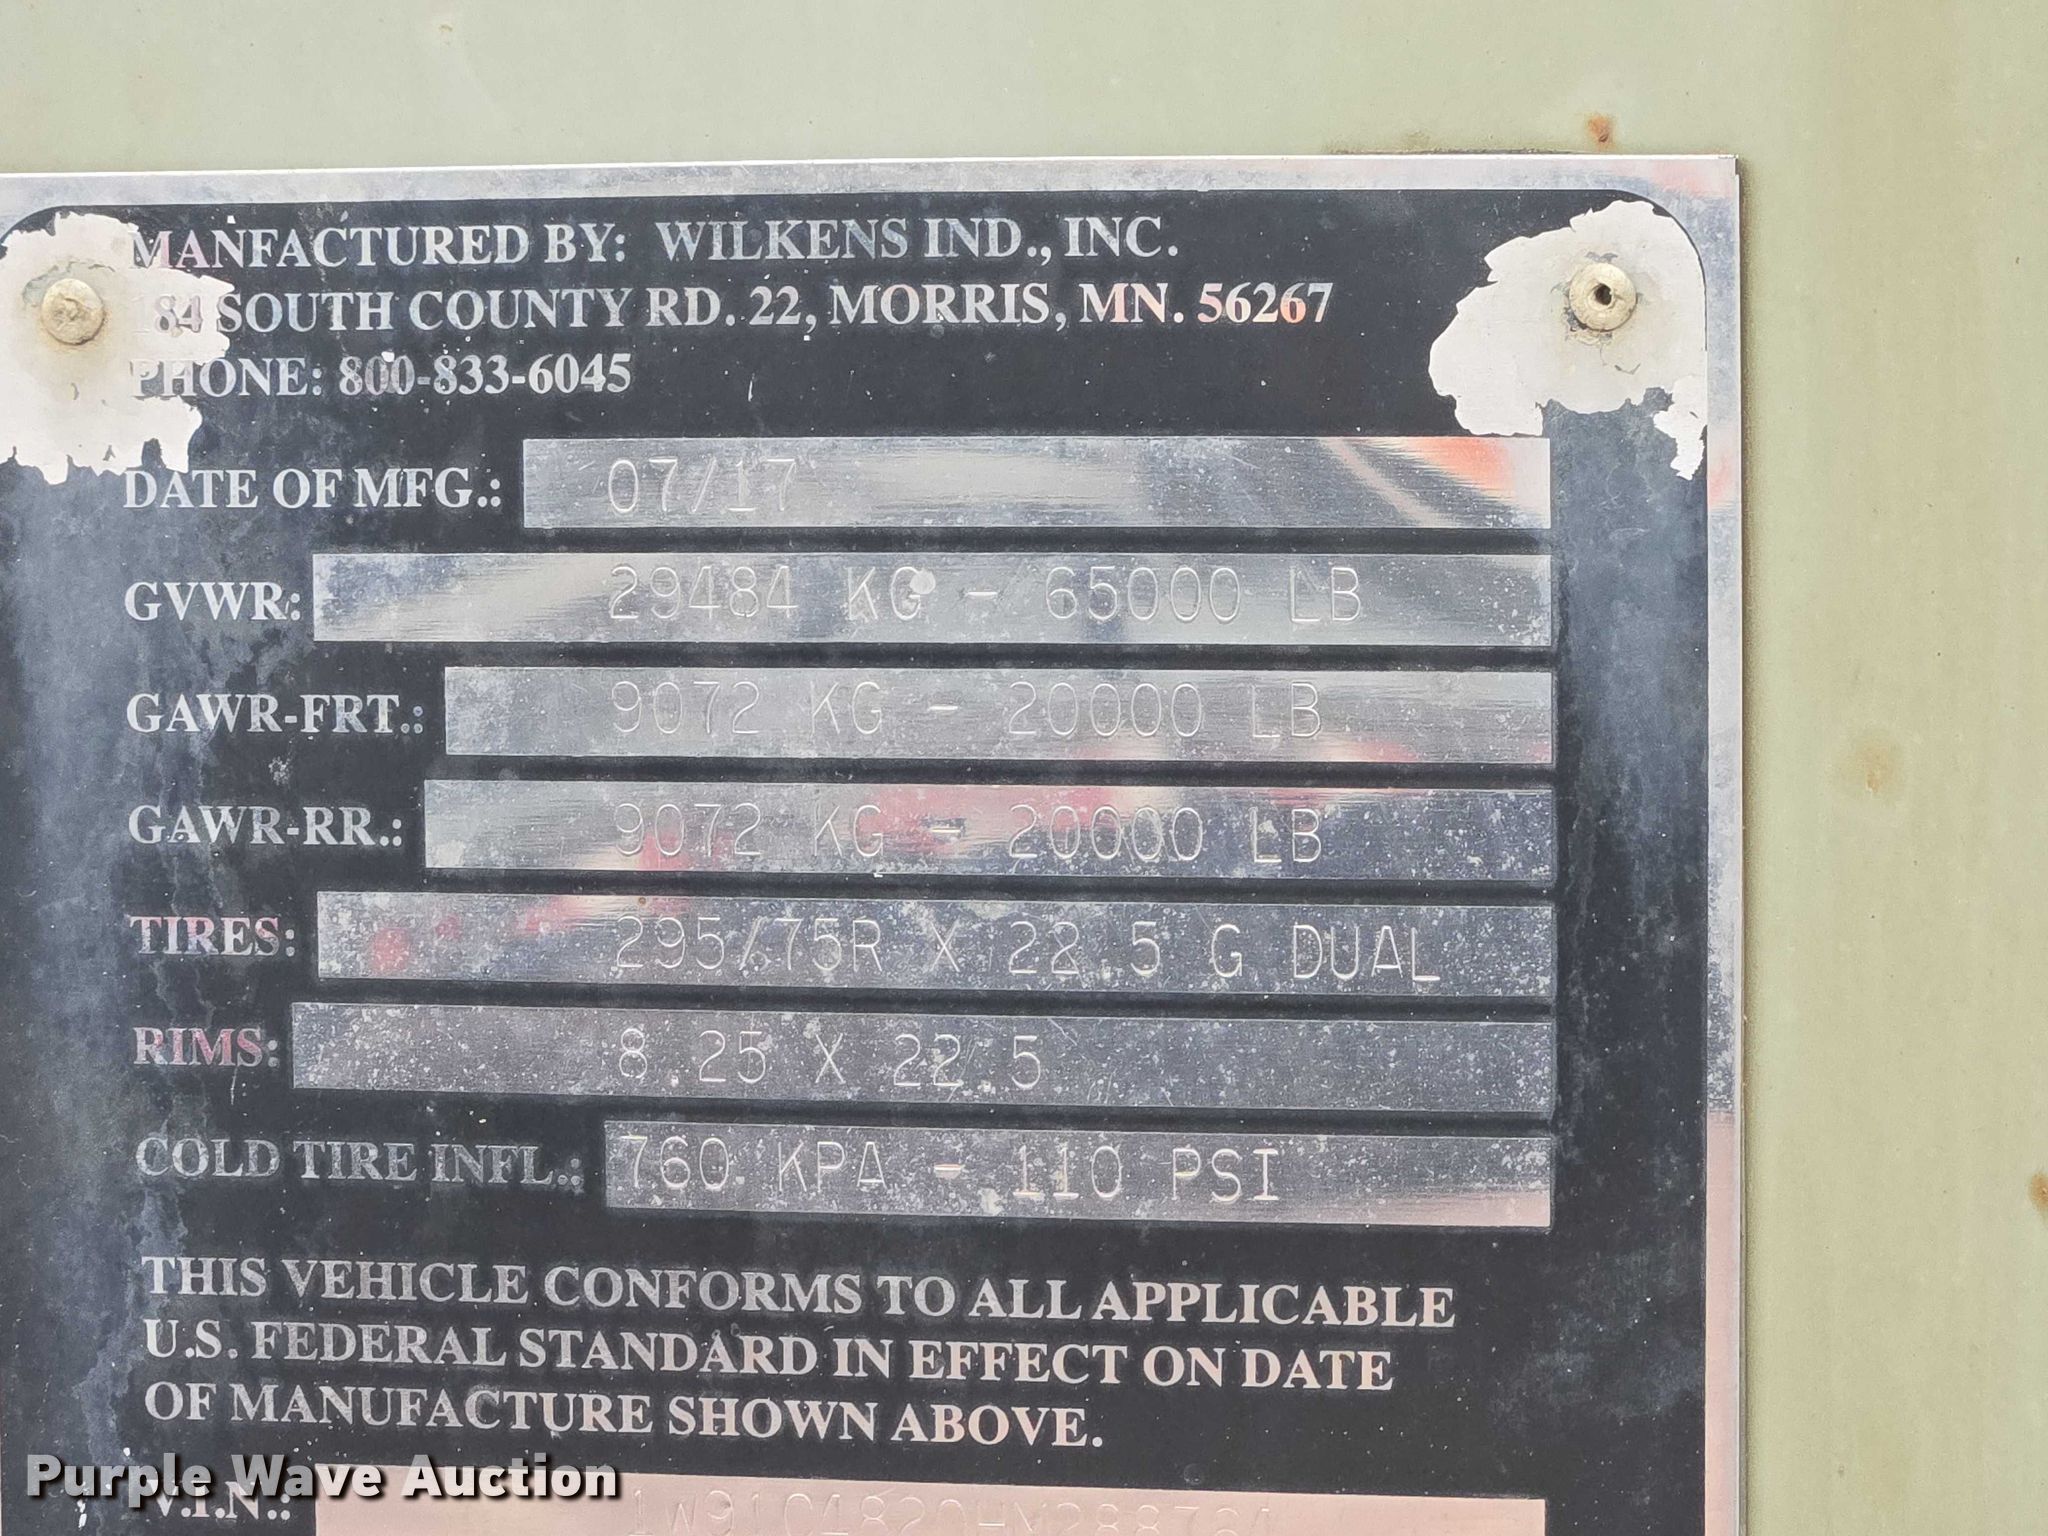 MANFACTURED BY: WILKENS IND., INC.
184 SOUTH COUNTY RD. 22, MORRIS, MN. 56267
PHONE: 800-833-6045
DATE OF MFG.: 07/17
GVWR: 29484 KG - 65000 LB
GAWR-FRT.: 9072 KG - 20000 LB
GAWR-RR.: 9072 KG - 20000 LB
TIRES: 295/75R X 22.5 G DUAL
RIMS: 8.25 X 22.5
COLD TIRE INFL.: 760 KPA - 110 PSI
THIS VEHICLE CONFORMS TO ALL APPLICABLE
U.S. FEDERAL STANDARD IN EFFECT ON DATE
OF MANUFACTURE SHOWN ABOVE.
V.I.N.:
Purple Wave Auction